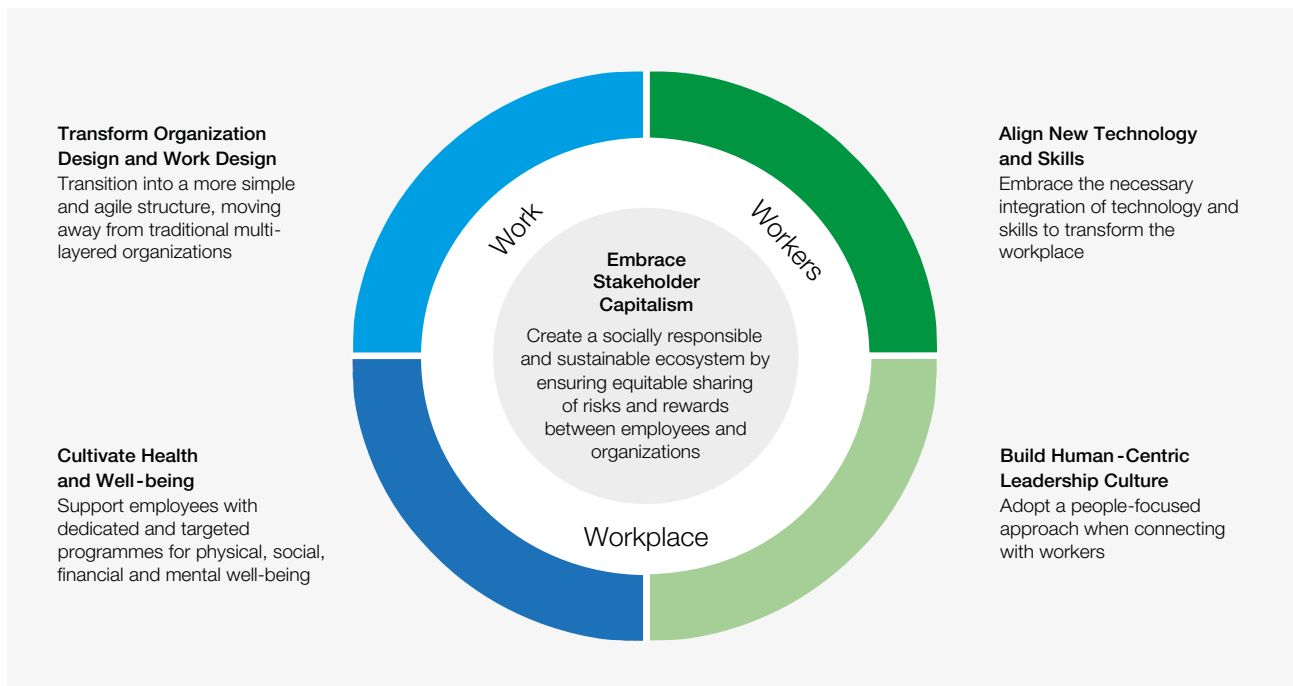 Transform Organization
Design and Work Design
Transition into a more simple
and agile structure, moving
away from traditional multi-
layered organizations
Align New Technology
and Skills
Embrace the necessary
integration of technology and
skills to transform the
workplace
Work
Workers
Embrace
Stakeholder
Capitalism
Create a socially responsible
and sustainable ecosystem by
ensuring equitable sharing
of risks and rewards
between employees and
organizations
Workplace
Cultivate Health
and Well-being
Support employees with
dedicated and targeted
programmes for physical, social,
financial and mental well-being
Build Human-Centric
Leadership Culture
Adopt a people-focused
approach when connecting
with workers